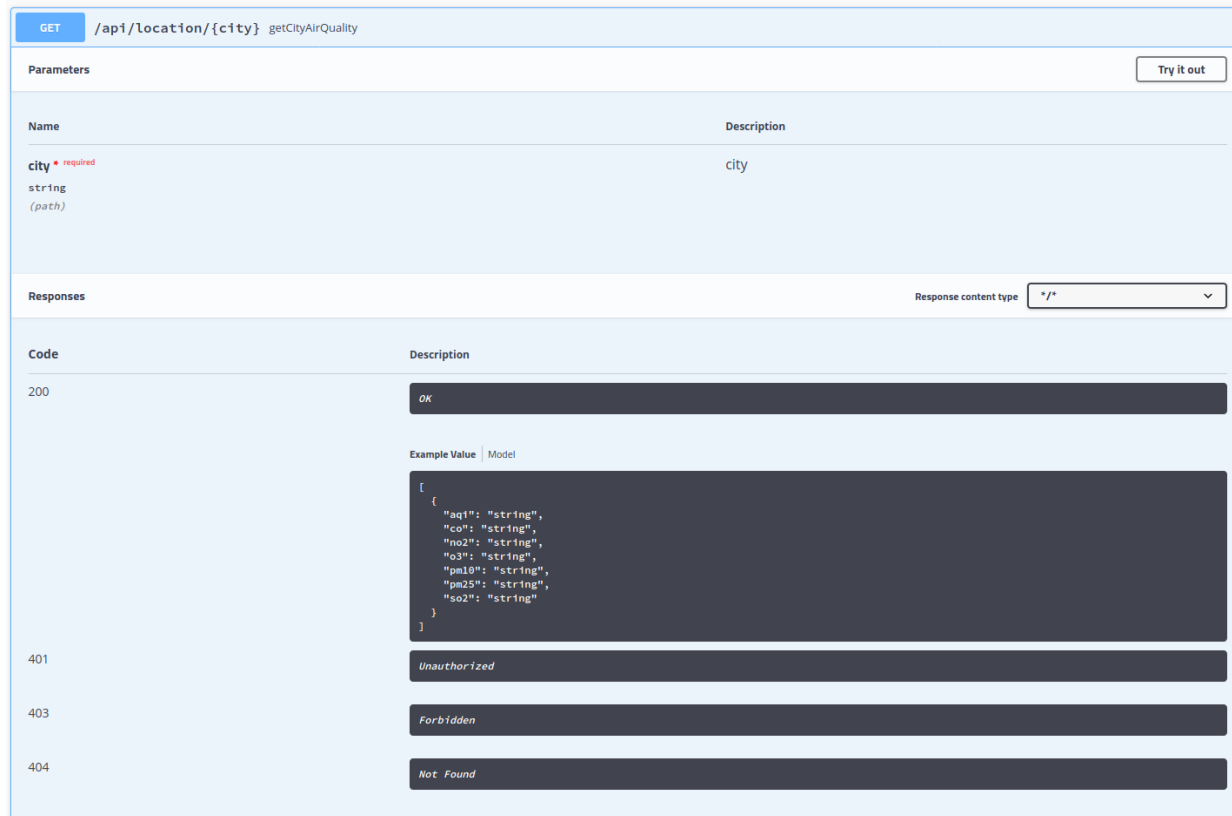 GET /api/location/{city} getCityAirQuality
Parameters
Try it out
Name Description
city * required city
string
(path)
Responses
Response content type */*
Code Description
200 OK
Example Value Model
[
  {
    "aqi": "string",
    "co": "string",
    "no2": "string",
    "o3": "string",
    "pm10": "string",
    "pm25": "string",
    "so2": "string"
  }
]
401 Unauthorized
403 Forbidden
404 Not Found